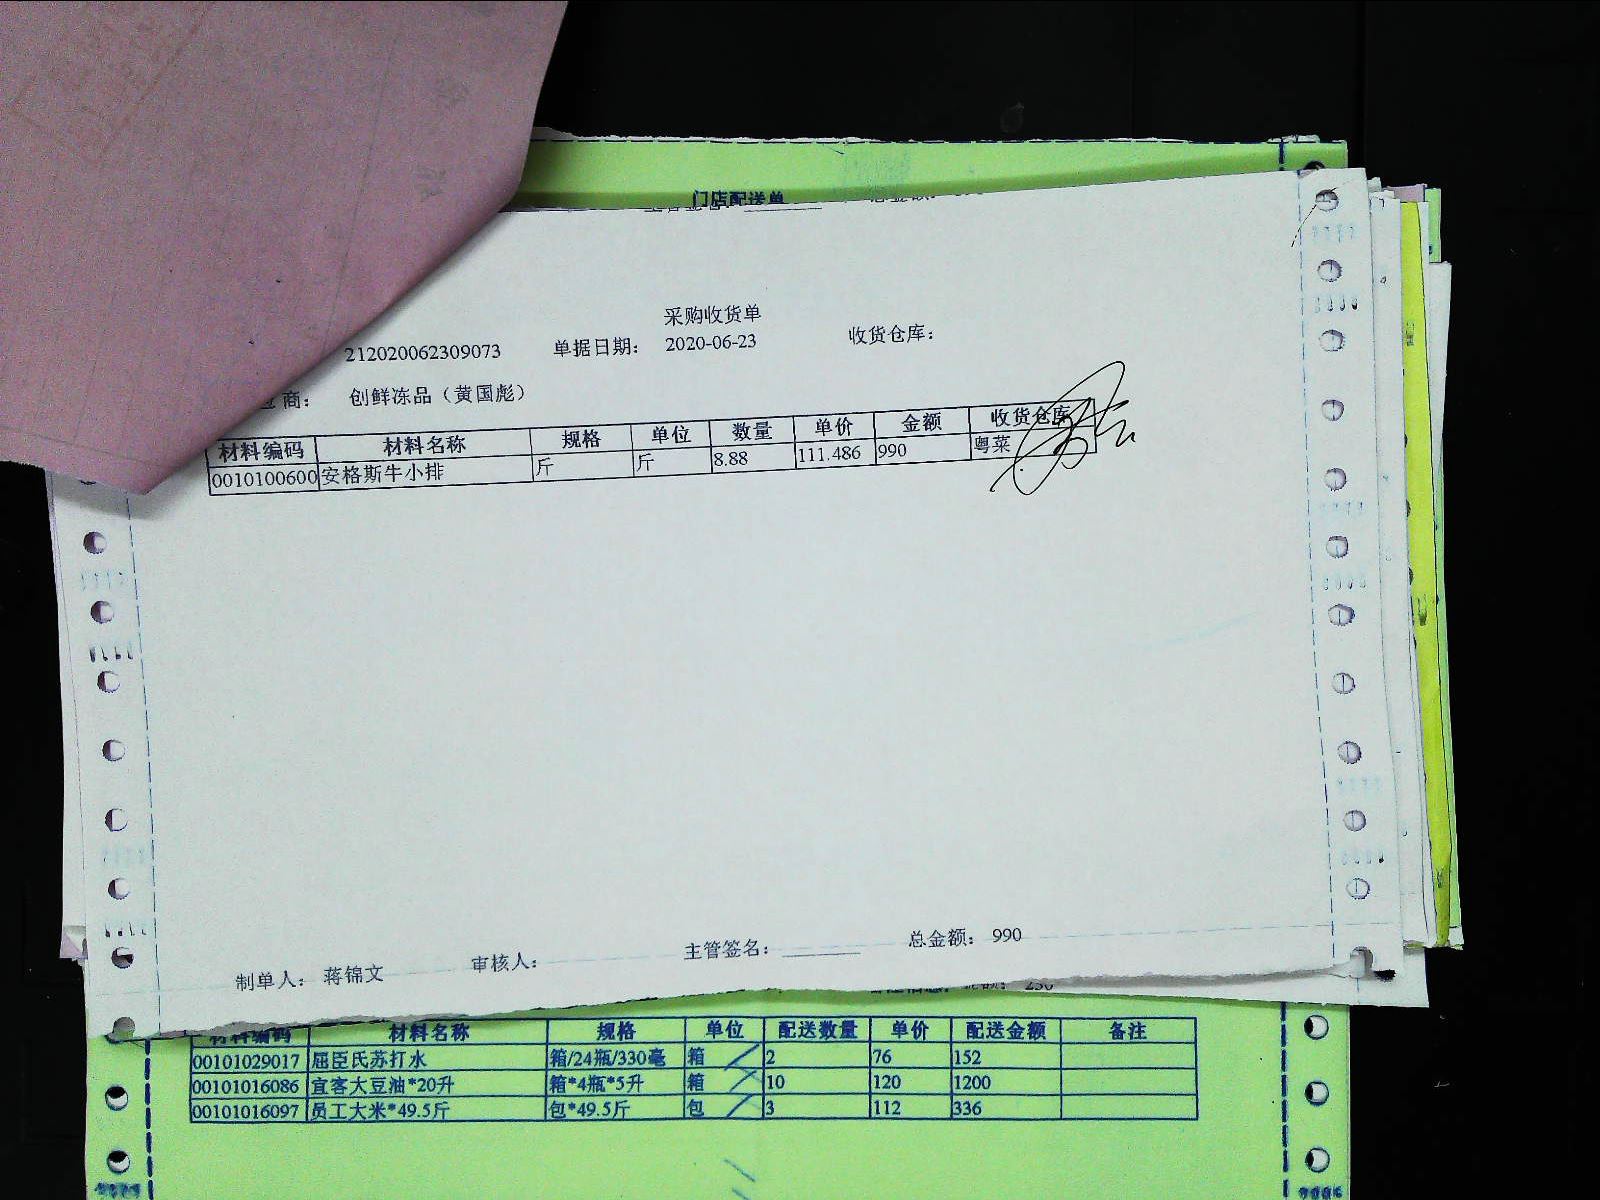 门店配送单
采购收货单
212020062309073 单据日期: 2020-06-23 收货仓库:
商: 创鲜冻品（黄国彪）
材料编码 材料名称 规格 单位 数量 单价 金额 收货仓库
0010100600 安格斯牛小排 斤 斤 8.88 111.486 990 粤菜
制单人: 蒋锦文 审核人: 主管签名: ________ 总金额: 990
材料编码 材料名称 规格 单位 配送数量 单价 配送金额 备注
00101029017 屈臣氏苏打水 箱/24瓶/330毫 箱 2 76 152
00101016086 宜客大豆油*20升 箱*4瓶*5升 箱 10 120 1200
00101016097 员工大米*49.5斤 包*49.5斤 包 3 112 336